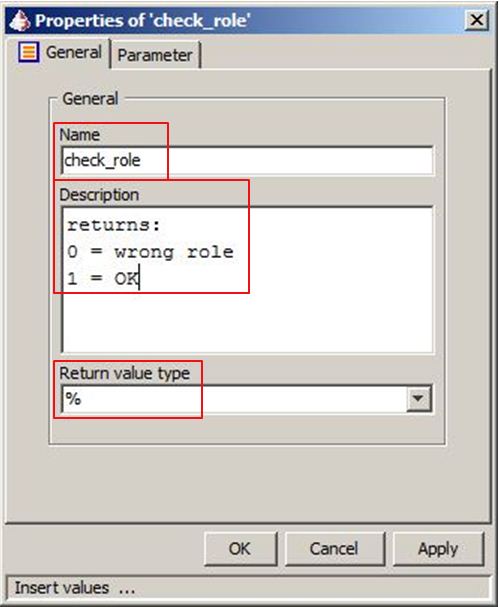 Properties of 'check_role'
General
Parameter
General
Name
check_role
Description
returns:
0 = wrong role
1 = OK
Return value type
%
OK
Cancel
Apply
Insert values ...